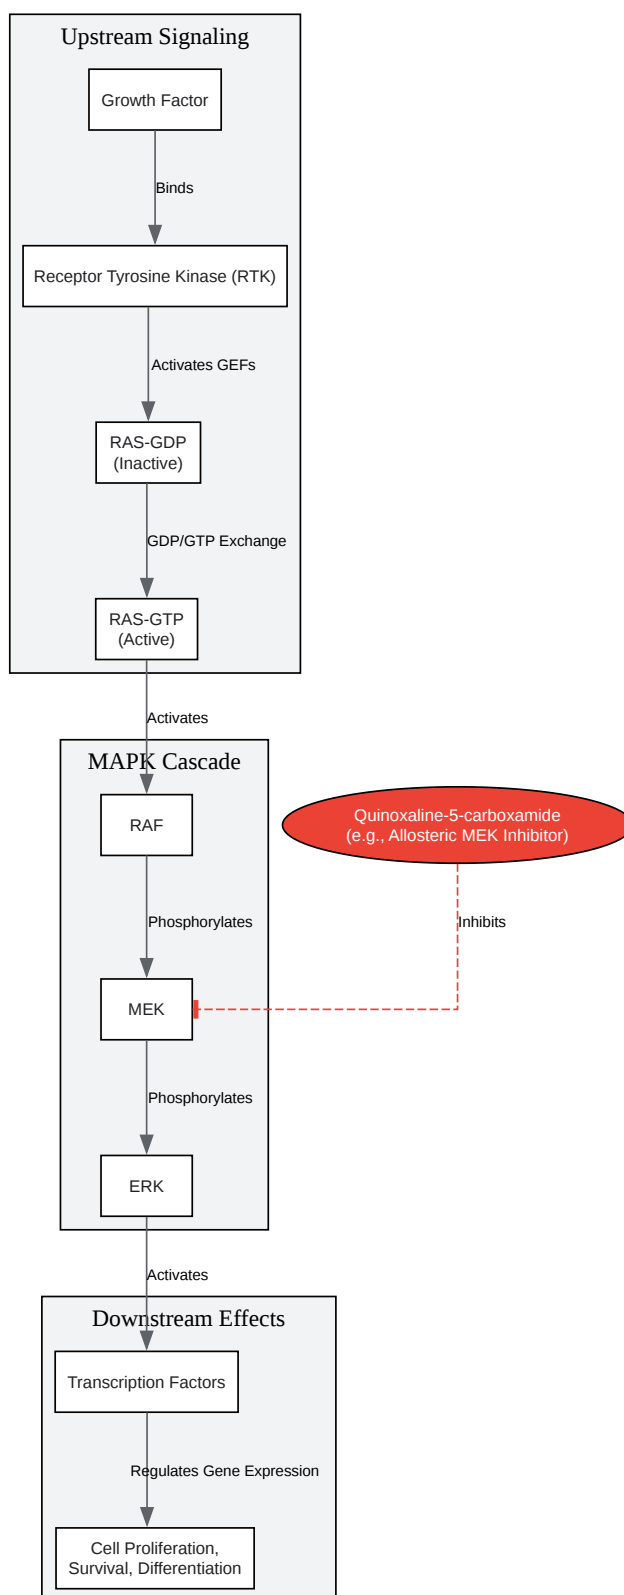 Upstream Signaling
Growth Factor
Binds
Receptor Tyrosine Kinase (RTK)
Activates GEFs
RAS-GDP
(Inactive)
GDP/GTP Exchange
RAS-GTP
(Active)
Activates
MAPK Cascade
RAF
Quinoxaline-5-carboxamide
(e.g., Allosteric MEK Inhibitor)
Phosphorylates
Inhibits
MEK
Phosphorylates
ERK
Activates
Downstream Effects
Transcription Factors
Regulates Gene Expression
Cell Proliferation,
Survival, Differentiation